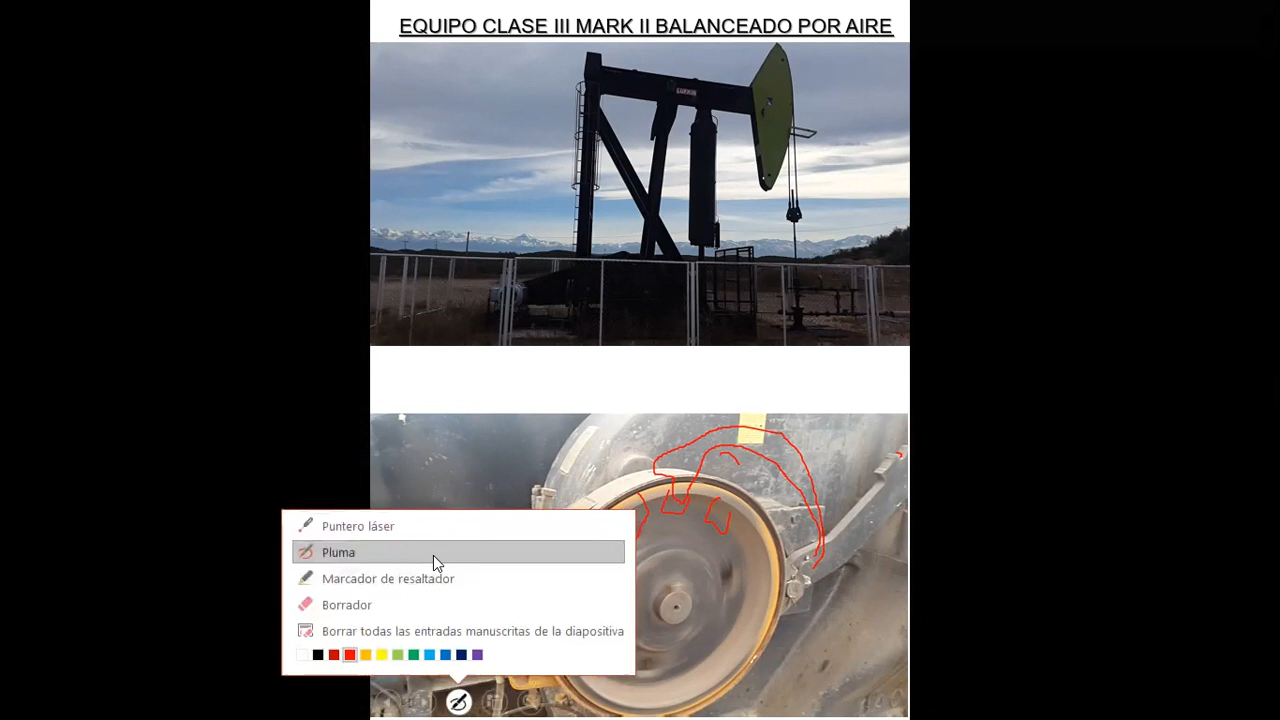 EQUIPO CLASE III MARK II BALANCEADO POR AIRE
LUFKIN
Puntero láser
Pluma
Marcador de resaltador
Borrador
Borrar todas las entradas manuscritas de la diapositiva